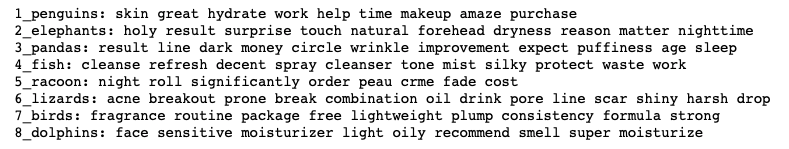 1_penguins: skin great hydrate work help time makeup amaze purchase
2_elephants: holy result surprise touch natural forehead dryness reason matter nighttime
3_pandas: result line dark money circle wrinkle improvement expect puffiness age sleep
4_fish: cleanse refresh decent spray cleanser tone mist silky protect waste work
5_racoon: night roll significantly order peau crme fade cost
6_lizards: acne breakout prone break combination oil drink pore line scar shiny harsh drop
7_birds: fragrance routine package free lightweight plump consistency formula strong
8_dolphins: face sensitive moisturizer light oily recommend smell super moisturize